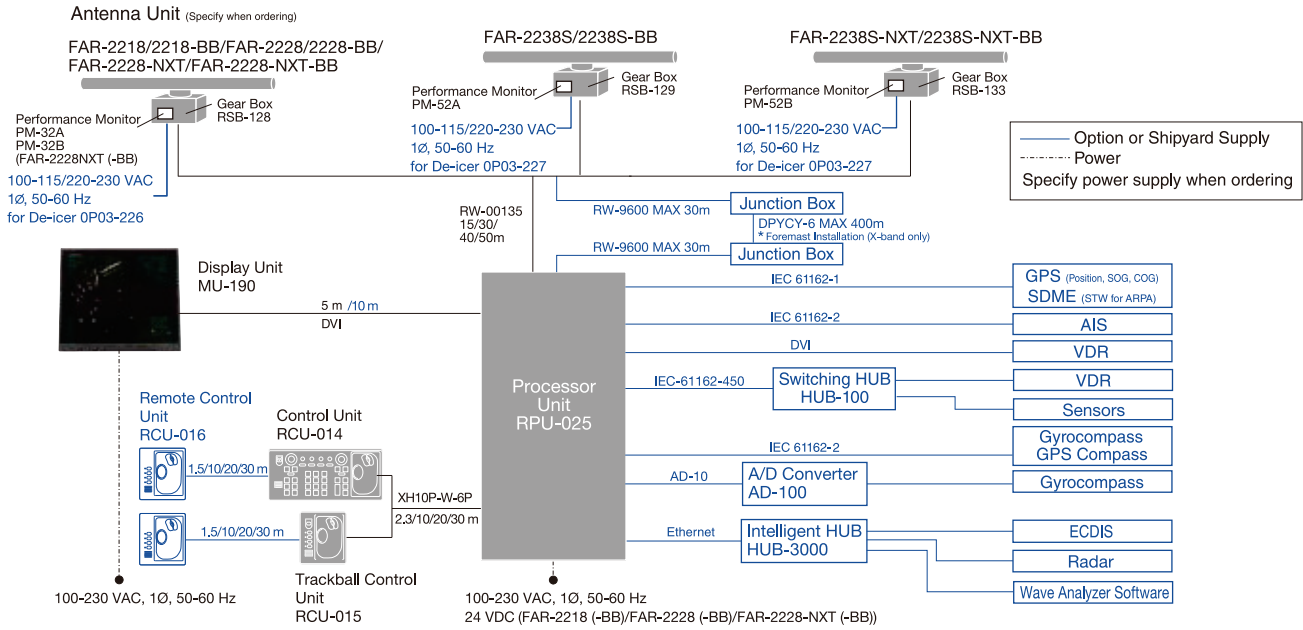 Antenna Unit (Specify when ordering)
FAR-2218/2218-BB/FAR-2228/2228-BB/
FAR-2228-NXT/FAR-2228-NXT-BB
Gear Box
RSB-128
Performance Monitor
PM-32A
PM-32B
(FAR-2228NXT (-BB)
100-115/220-230 VAC
1Ø, 50-60 Hz
for De-icer 0P03-226
FAR-2238S/2238S-BB
Gear Box
RSB-129
Performance Monitor
PM-52A
100-115/220-230 VAC
1Ø, 50-60 Hz
for De-icer 0P03-227
FAR-2238S-NXT/2238S-NXT-BB
Gear Box
RSB-133
Performance Monitor
PM-52B
100-115/220-230 VAC
1Ø, 50-60 Hz
for De-icer 0P03-227
Option or Shipyard Supply
Power
Specify power supply when ordering
RW-00135
15/30/
40/50m
RW-9600 MAX 30m
Junction Box
DPYCY-6 MAX 400m
* Foremast Installation (X-band only)
RW-9600 MAX 30m
Junction Box
Display Unit
MU-190
5 m /10 m
DVI
Processor
Unit
RPU-025
IEC 61162-1
GPS (Position, SOG, COG)
SDME (STW for ARPA)
IEC 61162-2
AIS
DVI
VDR
IEC-61162-450
Switching HUB
HUB-100
VDR
Sensors
IEC 61162-2
Gyrocompass
GPS Compass
AD-10
A/D Converter
AD-100
Gyrocompass
Ethernet
Intelligent HUB
HUB-3000
ECDIS
Radar
Wave Analyzer Software
Remote Control
Unit
RCU-016
Control Unit
RCU-014
1.5/10/20/30 m
XH10P-W-6P
2.3/10/20/30 m
1.5/10/20/30 m
Trackball Control
Unit
RCU-015
100-230 VAC, 1Ø, 50-60 Hz
100-230 VAC, 1Ø, 50-60 Hz
24 VDC (FAR-2218 (-BB)/FAR-2228 (-BB)/FAR-2228-NXT (-BB))